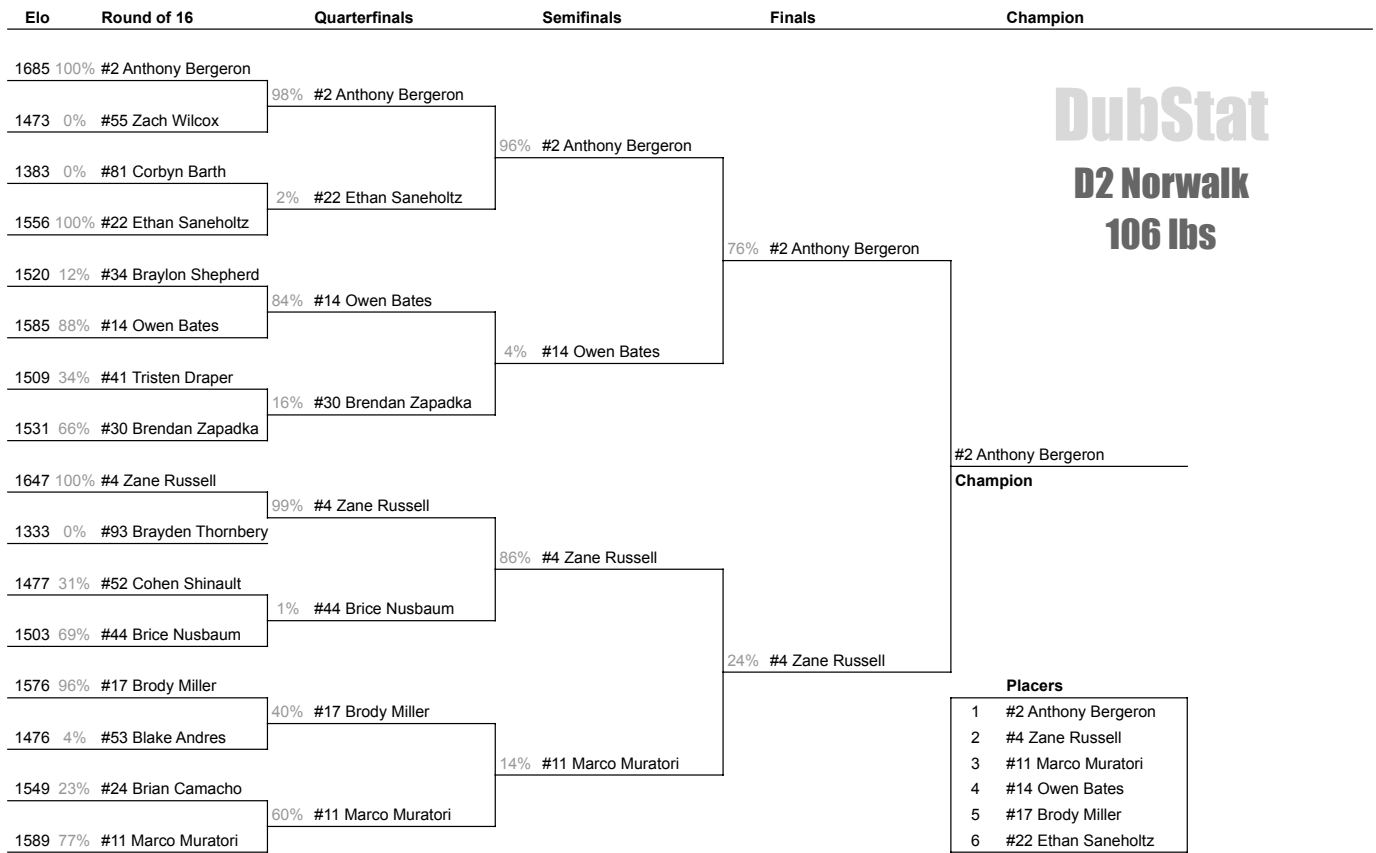 Elo Round of 16 Quarterfinals Semifinals Finals Champion
1685 100% #2 Anthony Bergeron
98% #2 Anthony Bergeron
1473 0% #55 Zach Wilcox
96% #2 Anthony Bergeron
1383 0% #81 Corbyn Barth
2% #22 Ethan Saneholtz
1556 100% #22 Ethan Saneholtz
76% #2 Anthony Bergeron
1520 12% #34 Braylon Shepherd
84% #14 Owen Bates
1585 88% #14 Owen Bates
4% #14 Owen Bates
1509 34% #41 Tristen Draper
16% #30 Brendan Zapadka
1531 66% #30 Brendan Zapadka
#2 Anthony Bergeron
Champion
1647 100% #4 Zane Russell
99% #4 Zane Russell
1333 0% #93 Brayden Thornbery
86% #4 Zane Russell
1477 31% #52 Cohen Shinault
1% #44 Brice Nusbaum
1503 69% #44 Brice Nusbaum
24% #4 Zane Russell
1576 96% #17 Brody Miller
40% #17 Brody Miller
1476 4% #53 Blake Andres
14% #11 Marco Muratori
1549 23% #24 Brian Camacho
60% #11 Marco Muratori
1589 77% #11 Marco Muratori
DubStat
D2 Norwalk
106 lbs
Placers
1 #2 Anthony Bergeron
2 #4 Zane Russell
3 #11 Marco Muratori
4 #14 Owen Bates
5 #17 Brody Miller
6 #22 Ethan Saneholtz